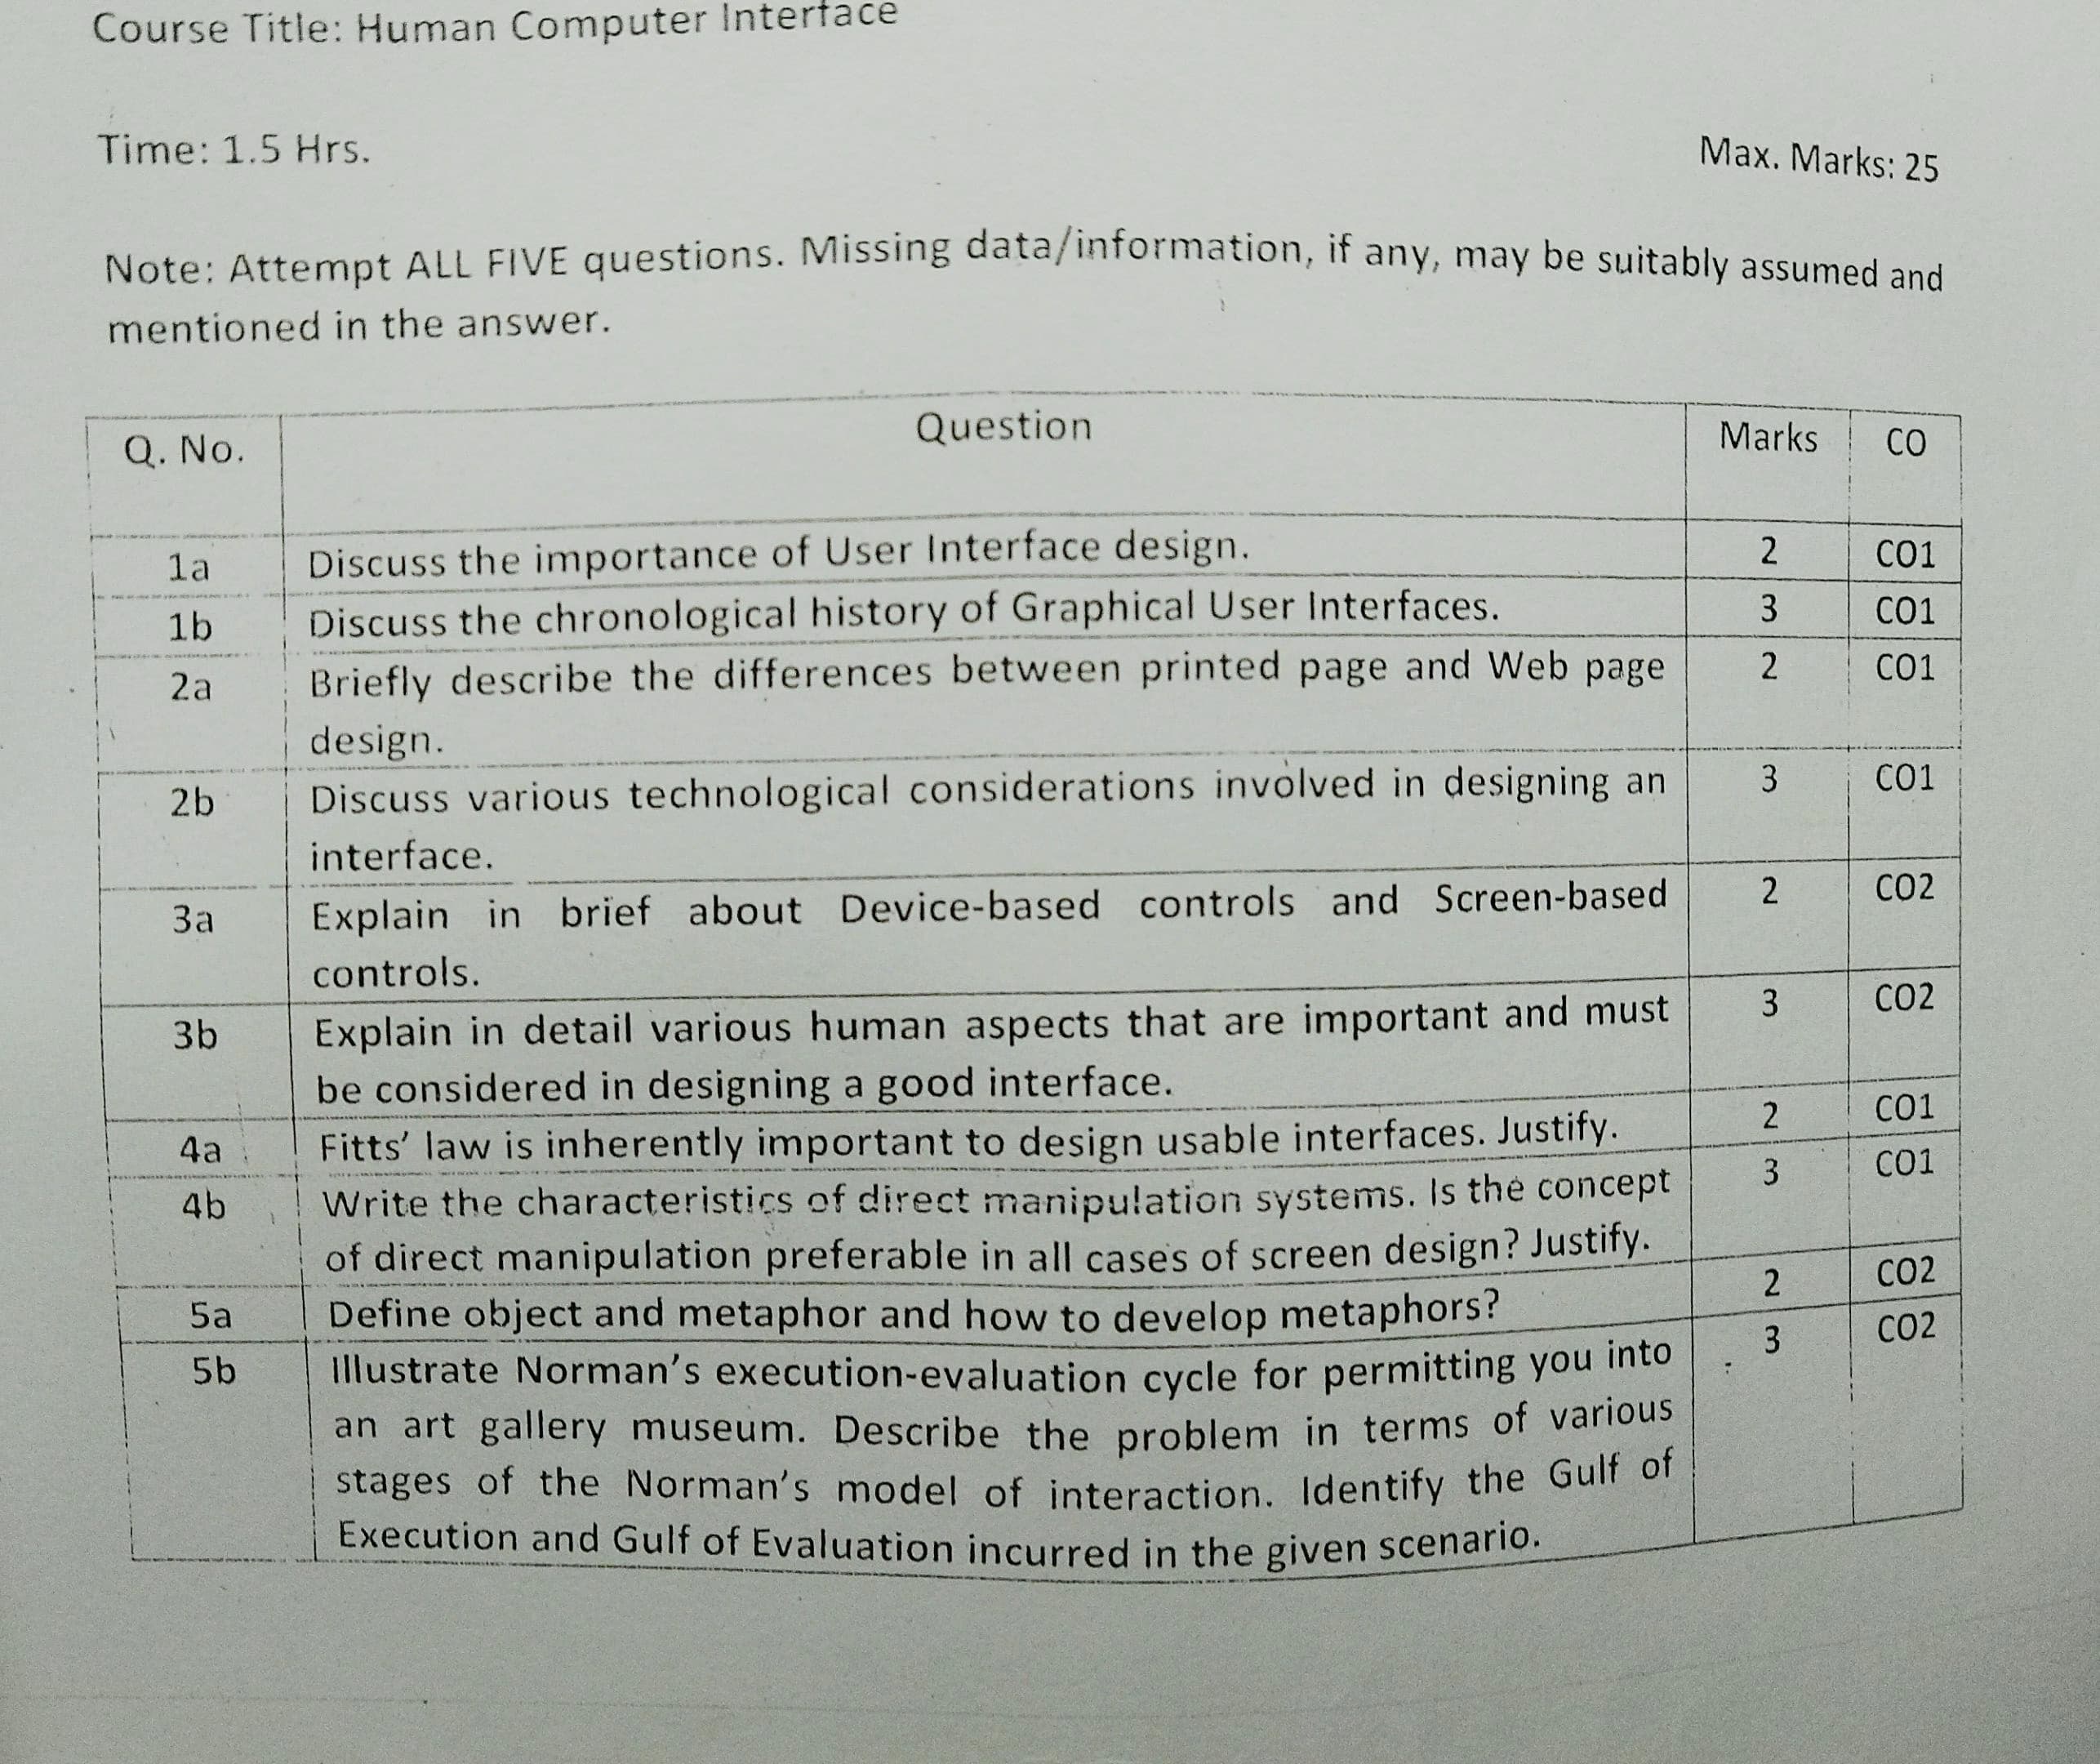 Course Title: Human Computer Interface
Time: 1.5 Hrs.
Max. Marks: 25
Note: Attempt ALL FIVE questions. Missing data/information, if any, may be suitably assumed and
mentioned in the answer.
Q. No. Question Marks CO
1a Discuss the importance of User Interface design. 2 CO1
1b Discuss the chronological history of Graphical User Interfaces. 3 CO1
2a Briefly describe the differences between printed page and Web page 2 CO1
design.
2b Discuss various technological considerations involved in designing an 3 CO1
interface.
3a Explain in brief about Device-based controls and Screen-based 2 CO2
controls.
3b Explain in detail various human aspects that are important and must 3 CO2
be considered in designing a good interface.
4a Fitts' law is inherently important to design usable interfaces. Justify. 2 CO1
4b Write the characteristics of direct manipulation systems. Is the concept 3 CO1
of direct manipulation preferable in all cases of screen design? Justify.
5a Define object and metaphor and how to develop metaphors? 2 CO2
5b Illustrate Norman's execution-evaluation cycle for permitting you into 3 CO2
an art gallery museum. Describe the problem in terms of various
stages of the Norman's model of interaction. Identify the Gulf of
Execution and Gulf of Evaluation incurred in the given scenario.